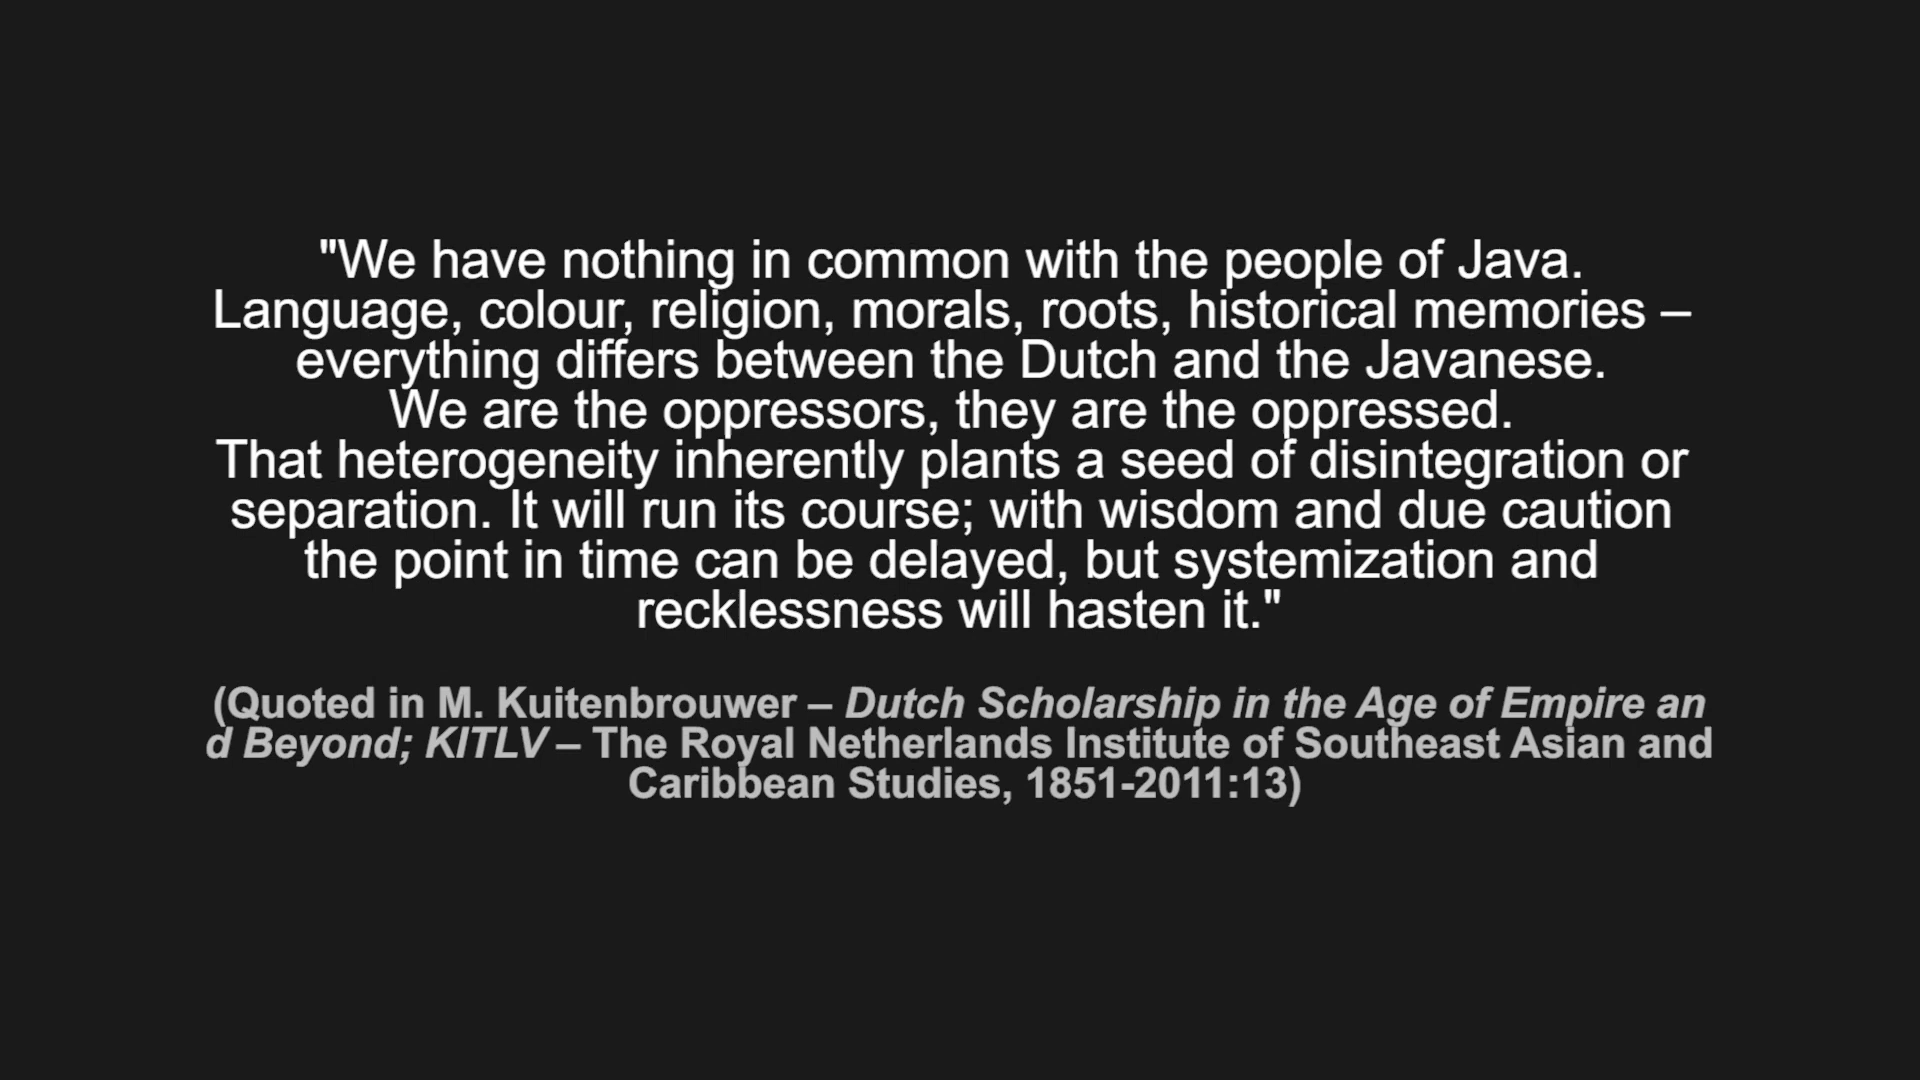 "We have nothing in common with the people of Java.
Language, colour, religion, morals, roots, historical memories –
everything differs between the Dutch and the Javanese.
We are the oppressors, they are the oppressed.
That heterogeneity inherently plants a seed of disintegration or
separation. It will run its course; with wisdom and due caution
the point in time can be delayed, but systemization and
recklessness will hasten it."
(Quoted in M. Kuitenbrouwer – Dutch Scholarship in the Age of Empire an
d Beyond; KITLV – The Royal Netherlands Institute of Southeast Asian and
Caribbean Studies, 1851-2011:13)